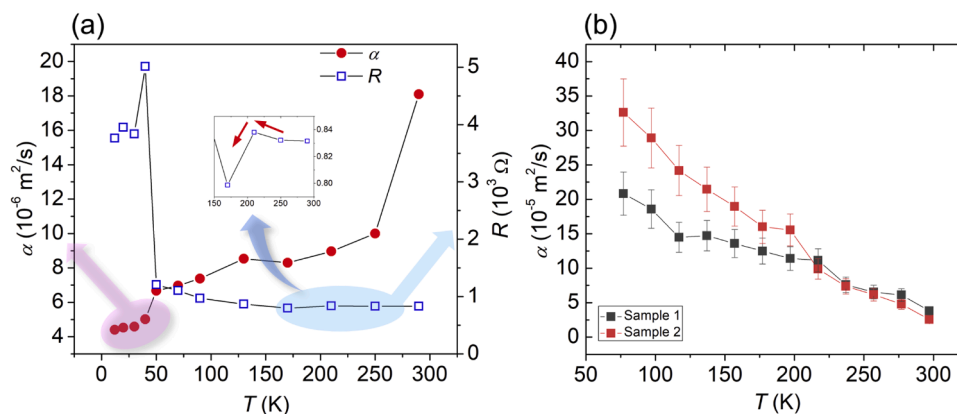 (a)
(b)
α
R
20
18
16
14
12
10
8
6
4
α (10⁻⁶ m²/s)
5
4
3
2
1
0
R (10³ Ω)
0.84
0.82
0.80
150 200 250 300
0 50 100 150 200 250 300
T (K)
40
35
30
25
20
15
10
5
0
α (10⁻⁵ m²/s)
Sample 1
Sample 2
50 100 150 200 250 300
T (K)